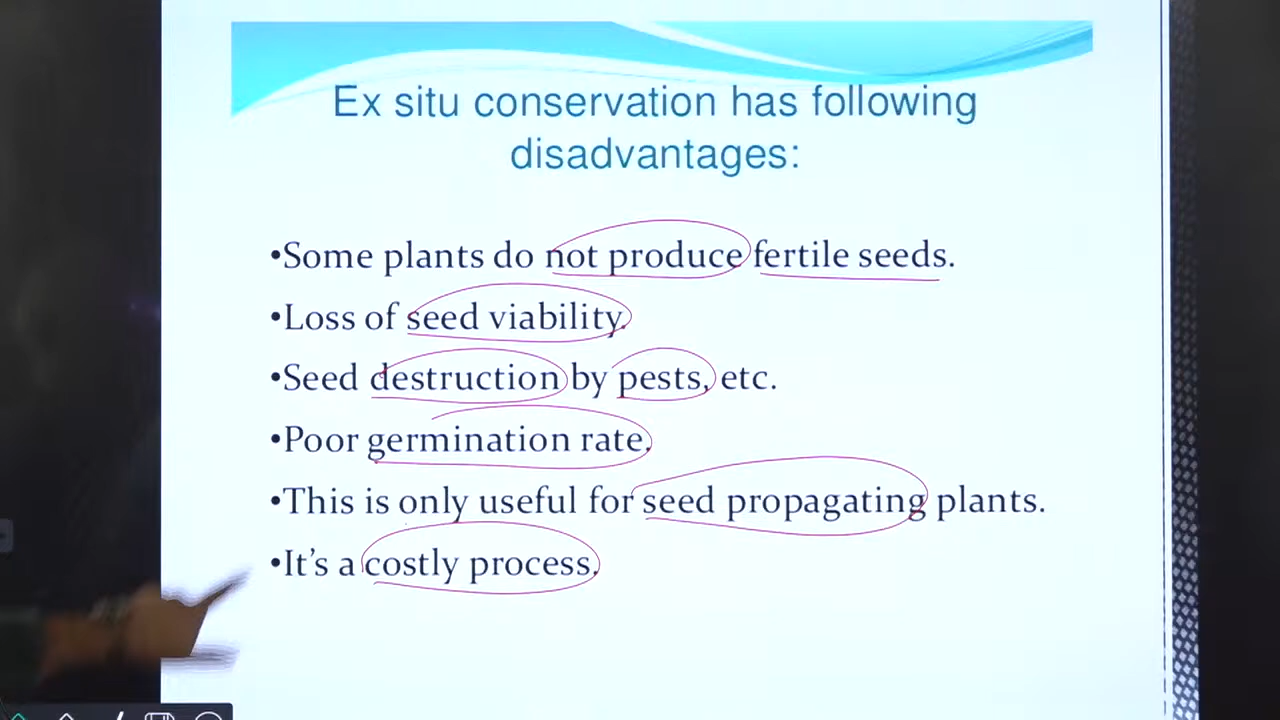 Ex situ conservation has following
disadvantages:
•Some plants do not produce fertile seeds.
•Loss of seed viability.
•Seed destruction by pests, etc.
•Poor germination rate.
•This is only useful for seed propagating plants.
•It's a costly process.